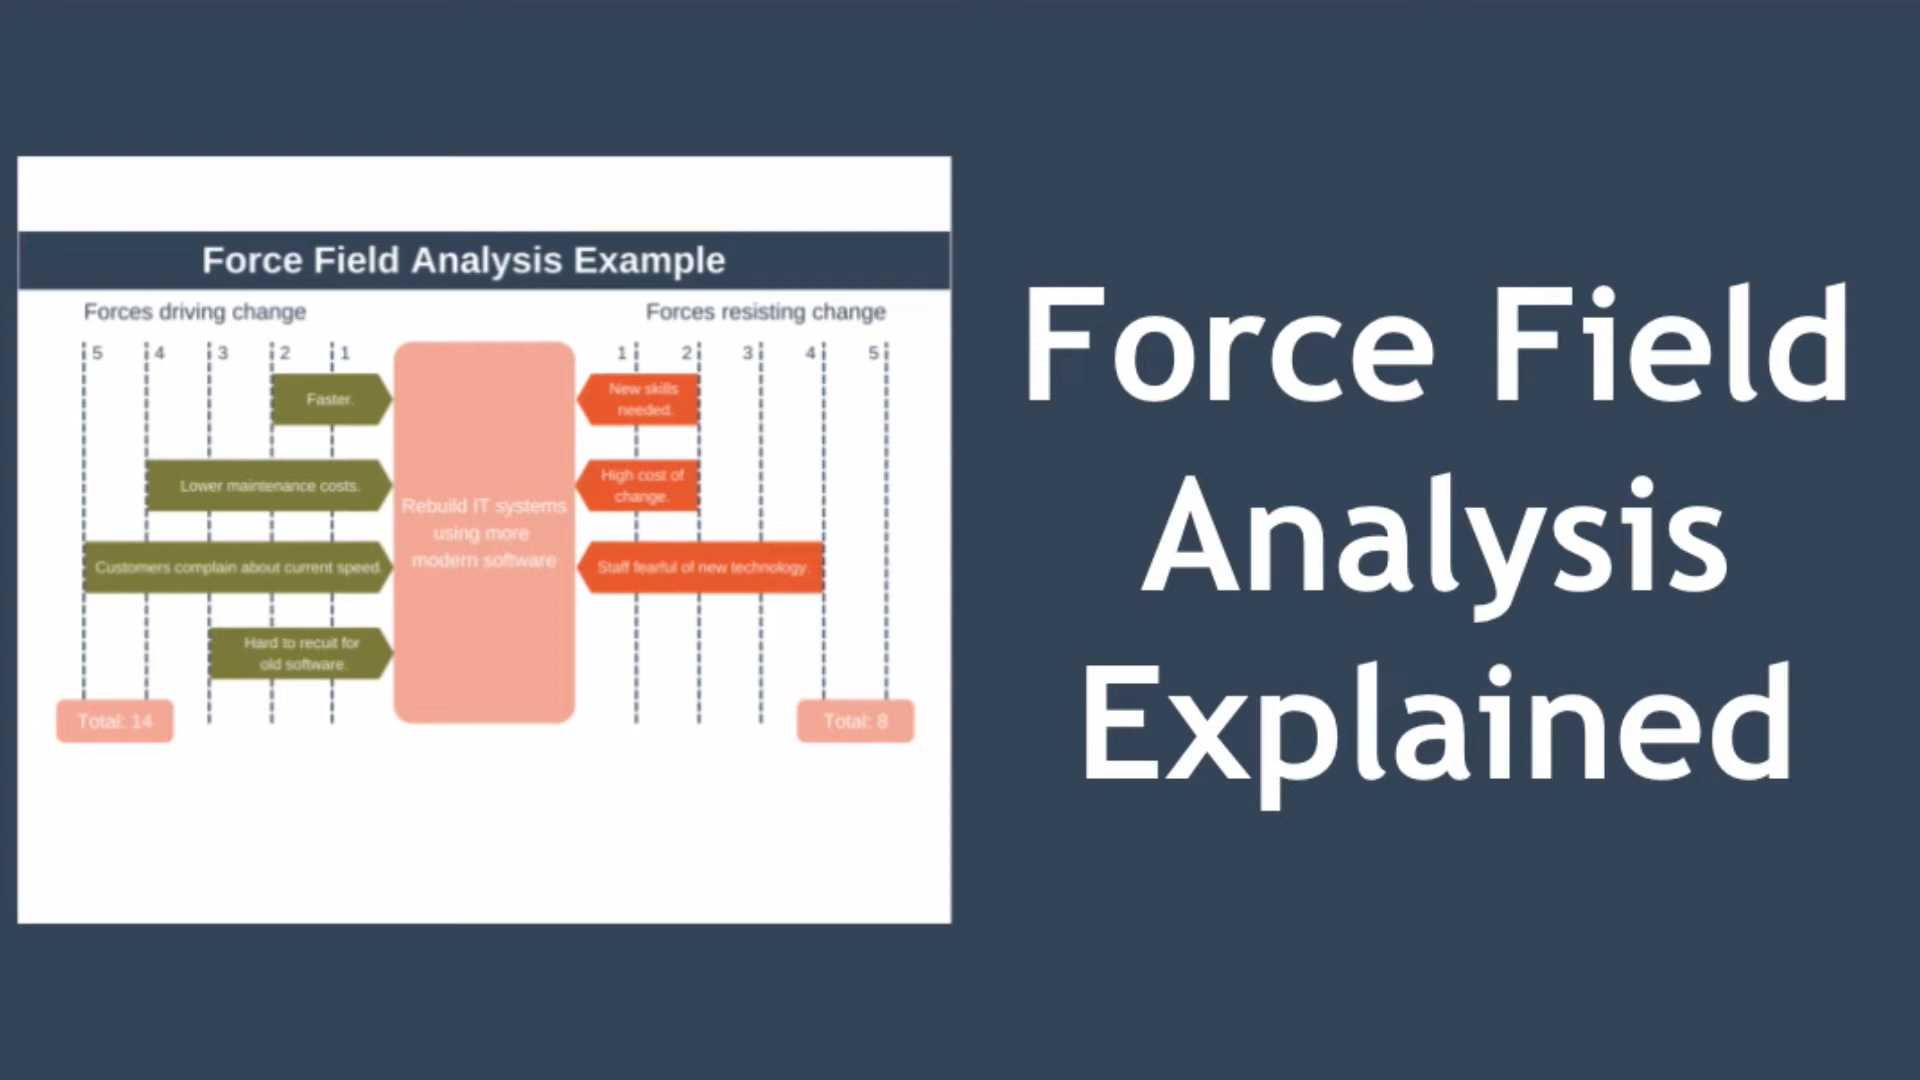 Force Field Analysis Example
Forces driving change
Forces resisting change
5 4 3 2 1
1 2 3 4 5
Faster.
New skills
needed.
Lower maintenance costs.
High cost of
change.
Rebuild IT systems
using more
modern software
Customers complain about current speed.
Staff fearful of new technology.
Hard to recuit for
old software.
Total: 14
Total: 8
Force Field
Analysis
Explained